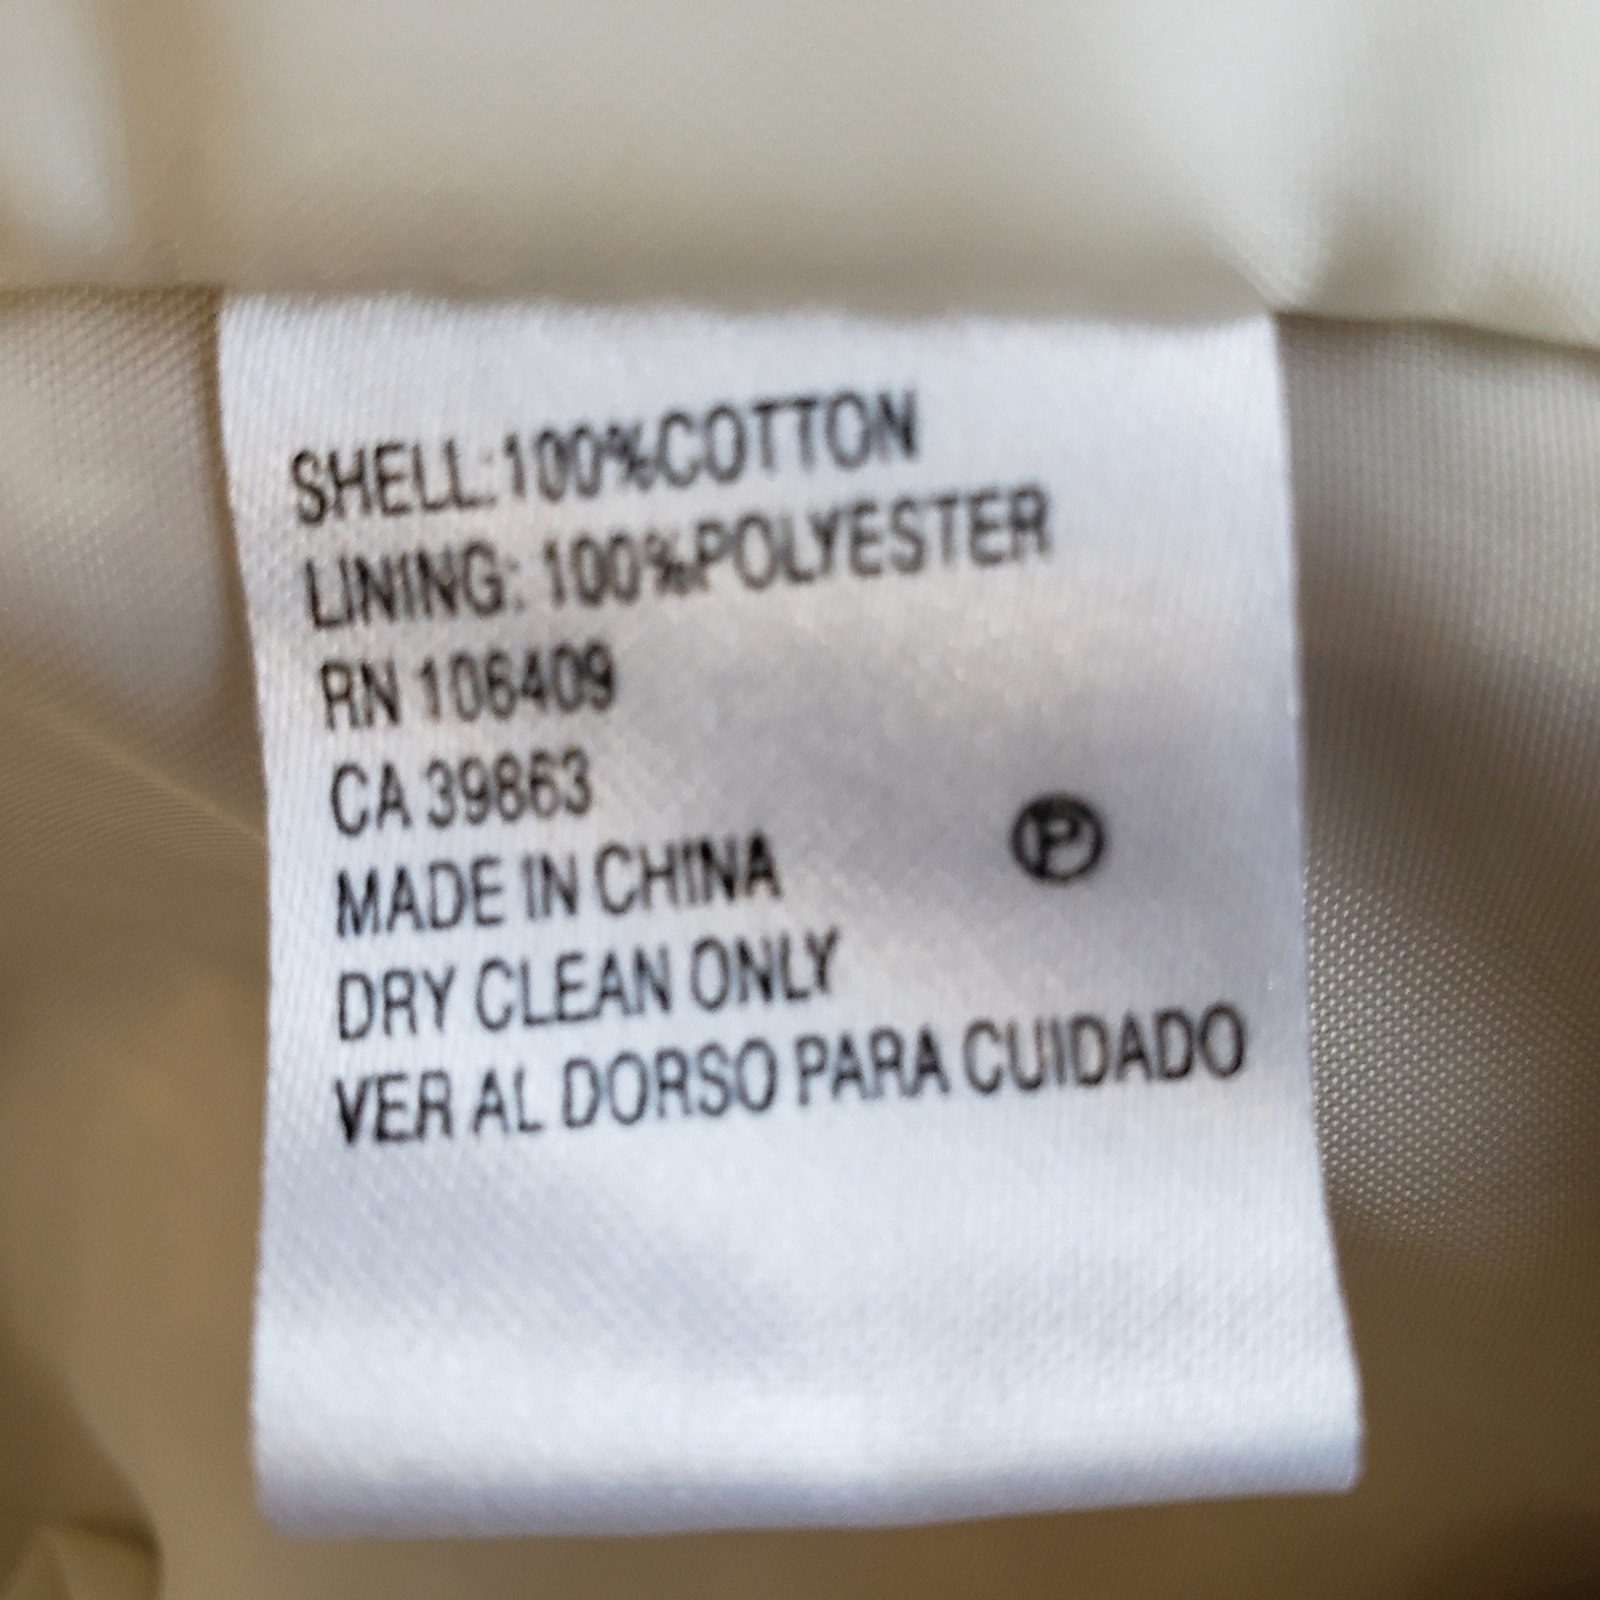 SHELL:100%COTTON
LINING: 100%POLYESTER
RN 106409
CA 39863
MADE IN CHINA
P
DRY CLEAN ONLY
VER AL DORSO PARA CUIDADO